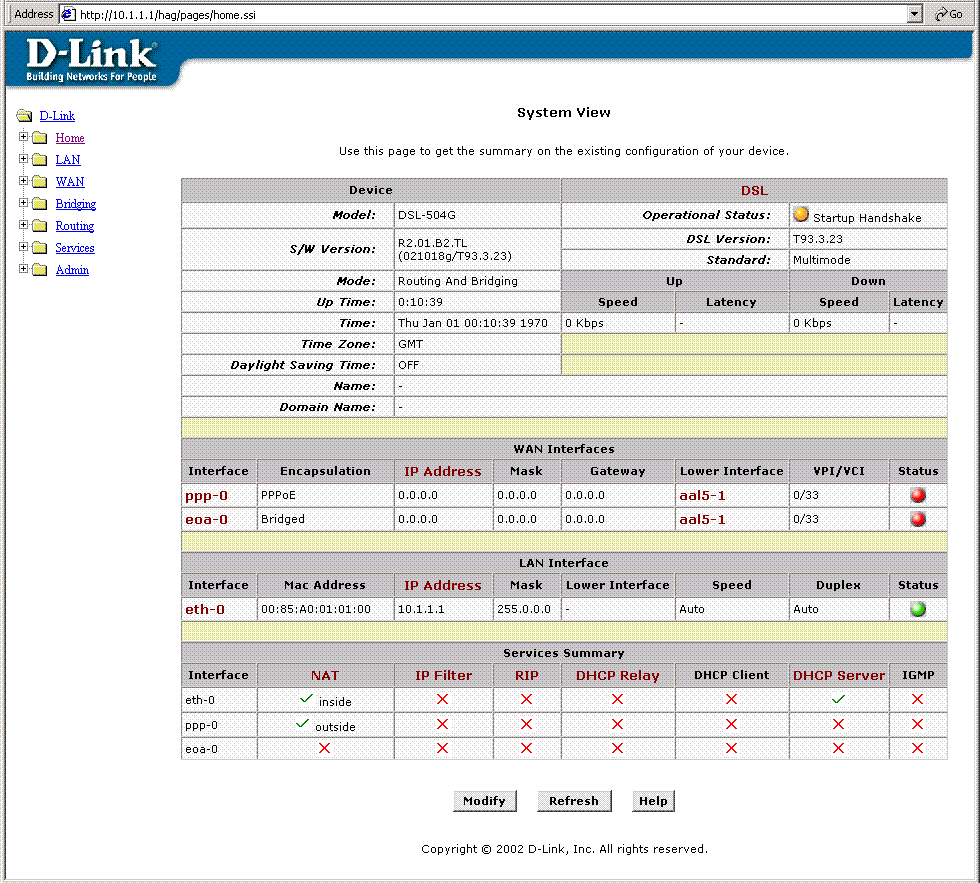 Address http://10.1.1.1/hag/pages/home.ssi Go
D-Link
Building Networks For People
D-Link
Home
LAN
WAN
Bridging
Routing
Services
Admin
System View
Use this page to get the summary on the existing configuration of your device.
Device DSL
Model: DSL-504G Operational Status: Startup Handshake
S/W Version: R2.01.B2.TL
(021018g/T93.3.23)
DSL Version: T93.3.23
Standard: Multimode
Mode: Routing And Bridging Up Down
Up Time: 0:10:39 Speed Latency Speed Latency
Time: Thu Jan 01 00:10:39 1970 0 Kbps - 0 Kbps -
Time Zone: GMT
Daylight Saving Time: OFF
Name: -
Domain Name: -
WAN Interfaces
Interface Encapsulation IP Address Mask Gateway Lower Interface VPI/VCI Status
ppp-0 PPPoE 0.0.0.0 0.0.0.0 0.0.0.0 aal5-1 0/33
eoa-0 Bridged 0.0.0.0 0.0.0.0 0.0.0.0 aal5-1 0/33
LAN Interface
Interface Mac Address IP Address Mask Lower Interface Speed Duplex Status
eth-0 00:85:A0:01:01:00 10.1.1.1 255.0.0.0 - Auto Auto
Services Summary
Interface NAT IP Filter RIP DHCP Relay DHCP Client DHCP Server IGMP
eth-0 inside
ppp-0 outside
eoa-0
Modify Refresh Help
Copyright © 2002 D-Link, Inc. All rights reserved.